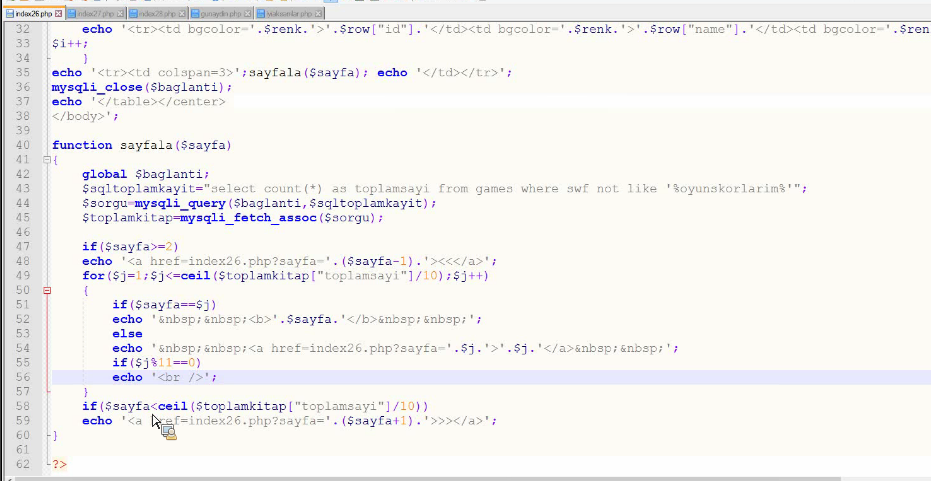 index26.php index27.php index28.php gunaydin.php iyiaksamlar.php
32 echo '<tr><td bgcolor='.$renk.'>'.$row["id"].'</td><td bgcolor='.$renk.'>'.$row["name"].'</td><td bgcolor='.$ren
33 $i++;
34 }
35 echo '<tr><td colspan=3>';sayfala($sayfa); echo '</td></tr>';
36 mysqli_close($baglanti);
37 echo '</table></center>
38 </body>';
39
40 function sayfala($sayfa)
41 {
42 global $baglanti;
43 $sqltoplamkayit="select count(*) as toplamsayi from games where swf not like '%oyunskorlarim%'";
44 $sorgu=mysqli_query($baglanti,$sqltoplamkayit);
45 $toplamkitap=mysqli_fetch_assoc($sorgu);
46
47 if($sayfa>=2)
48 echo '<a href=index26.php?sayfa='.($sayfa-1).'><<</a>';
49 for($j=1;$j<=ceil($toplamkitap["toplamsayi"]/10);$j++)
50 {
51 if($sayfa==$j)
52 echo '&nbsp;&nbsp;<b>'.$sayfa.'</b>&nbsp;&nbsp;';
53 else
54 echo '&nbsp;&nbsp;<a href=index26.php?sayfa='.$j.'>'.$j.'</a>&nbsp;&nbsp;';
55 if($j%11==0)
56 echo '<br />';
57 }
58 if($sayfa<ceil($toplamkitap["toplamsayi"]/10))
59 echo '<a href=index26.php?sayfa='.($sayfa+1).'>>></a>';
60 }
61
62 ?>